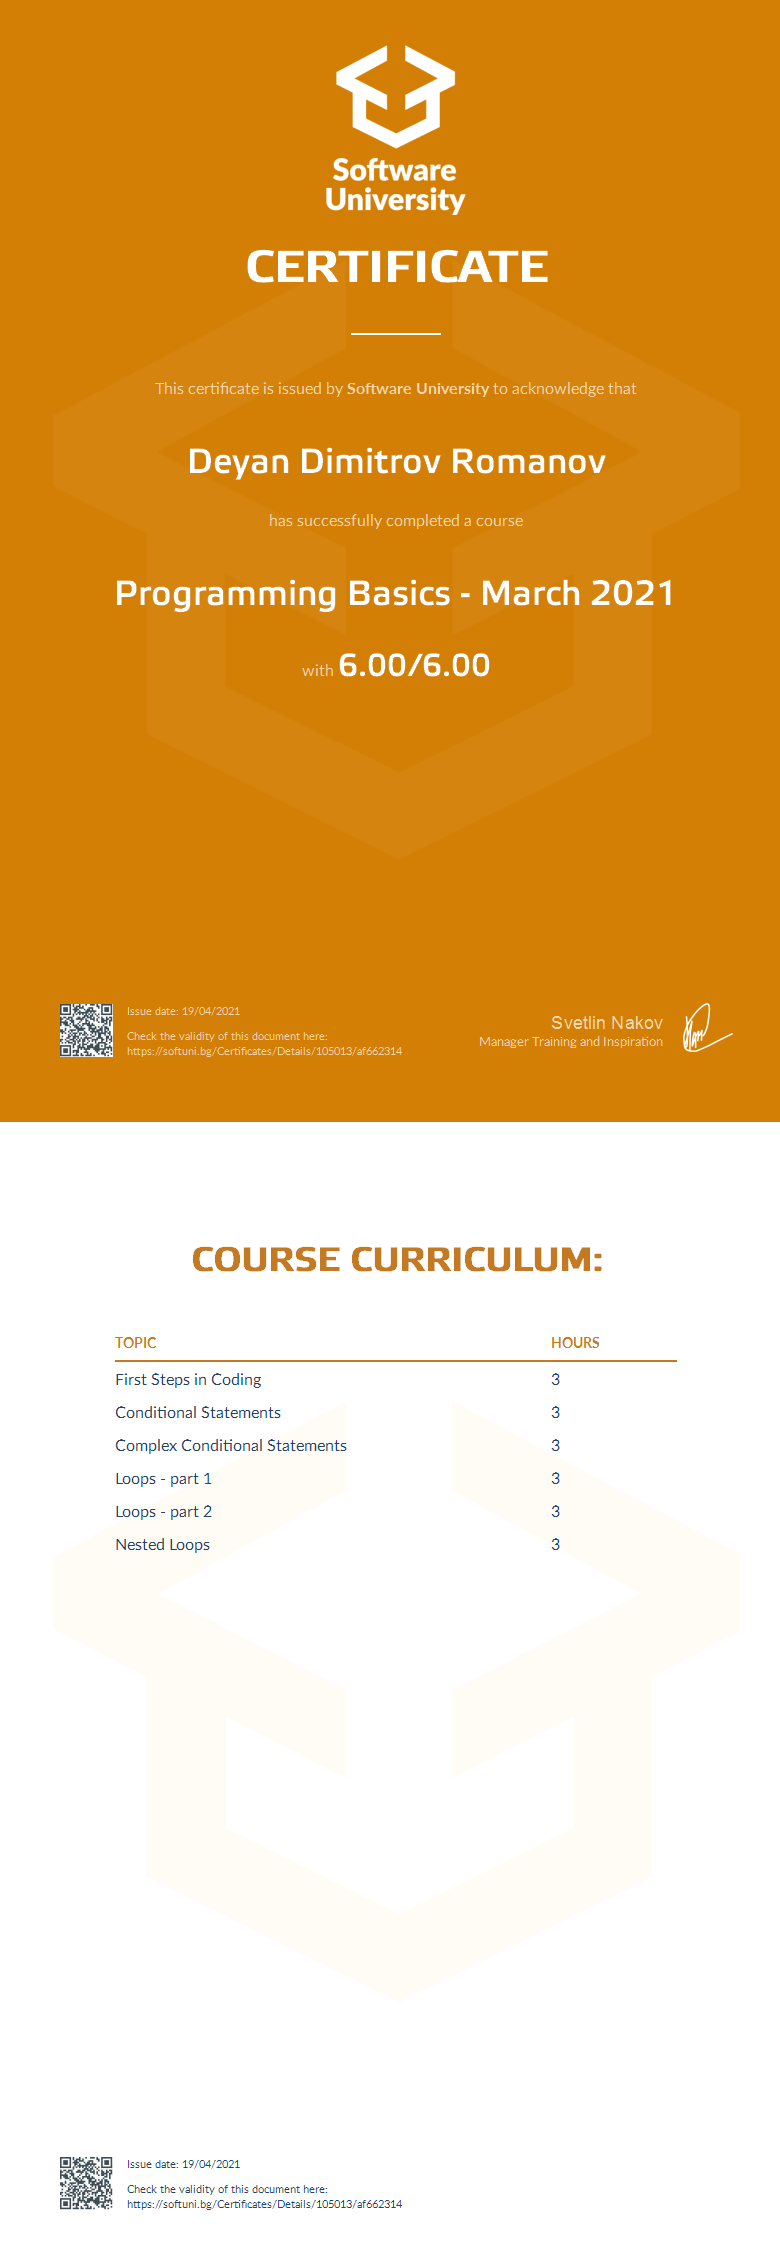 Software
University
CERTIFICATE
This certificate is issued by Software University to acknowledge that
Deyan Dimitrov Romanov
has successfully completed a course
Programming Basics - March 2021
with 6.00/6.00
Issue date: 19/04/2021
Check the validity of this document here:
https://softuni.bg/Certificates/Details/105013/af662314
Svetlin Nakov
Manager Training and Inspiration
COURSE CURRICULUM:
TOPIC HOURS
First Steps in Coding 3
Conditional Statements 3
Complex Conditional Statements 3
Loops - part 1 3
Loops - part 2 3
Nested Loops 3
Issue date: 19/04/2021
Check the validity of this document here:
https://softuni.bg/Certificates/Details/105013/af662314